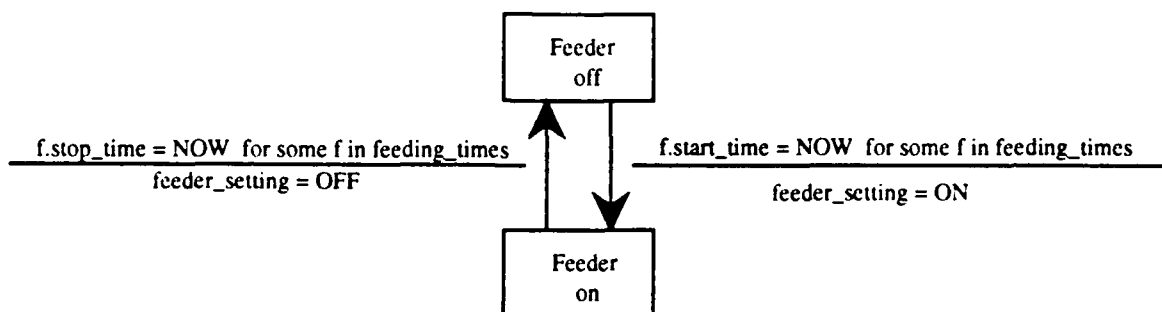 Feeder
off
f.stop_time = NOW for some f in feeding_times
feeder_setting = OFF
f.start_time = NOW for some f in feeding_times
feeder_setting = ON
Feeder
on